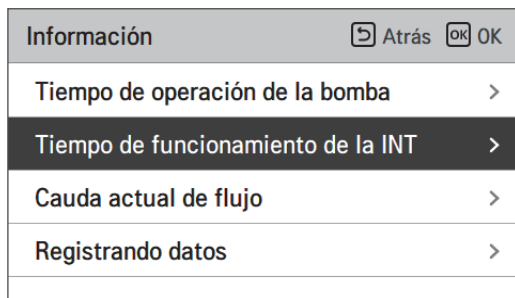 Información Atrás OK OK
Tiempo de operación de la bomba >
Tiempo de funcionamiento de la INT >
Cauda actual de flujo >
Registrando datos >